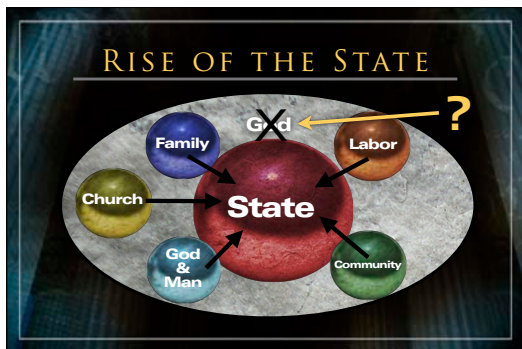 RISE OF THE STATE
God
?
Family
Labor
Church
State
God
&
Man
Community